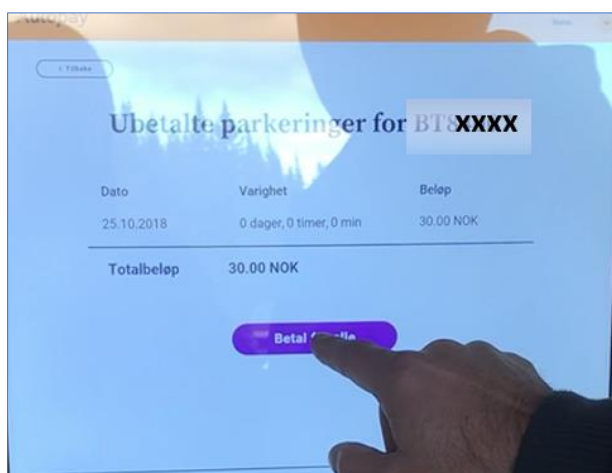 Autopay
< Tilbake
Ubetalte parkeringer for BT8XXXX
Dato Varighet Beløp
25.10.2018 0 dager, 0 timer, 0 min 30.00 NOK
Totalbeløp 30.00 NOK
Betal